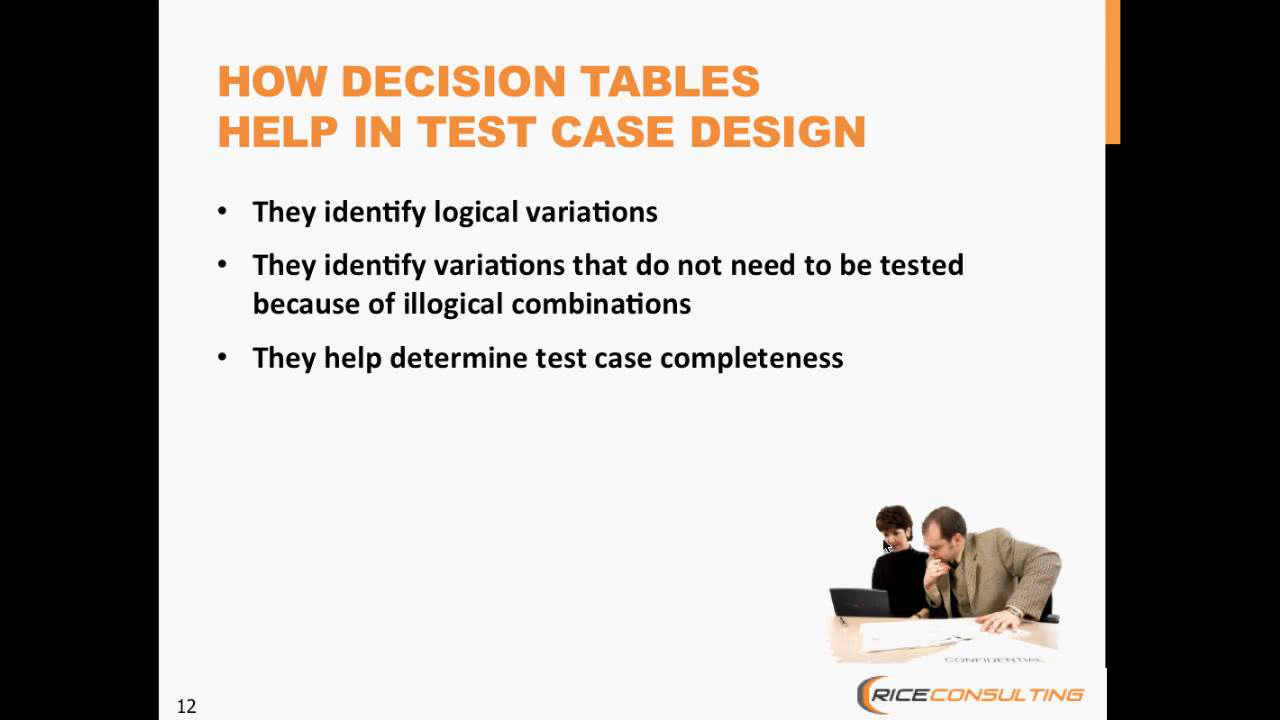 HOW DECISION TABLES
HELP IN TEST CASE DESIGN
• They identify logical variations
• They identify variations that do not need to be tested
because of illogical combinations
• They help determine test case completeness
CONFIDENTIAL
RICECONSULTING
12